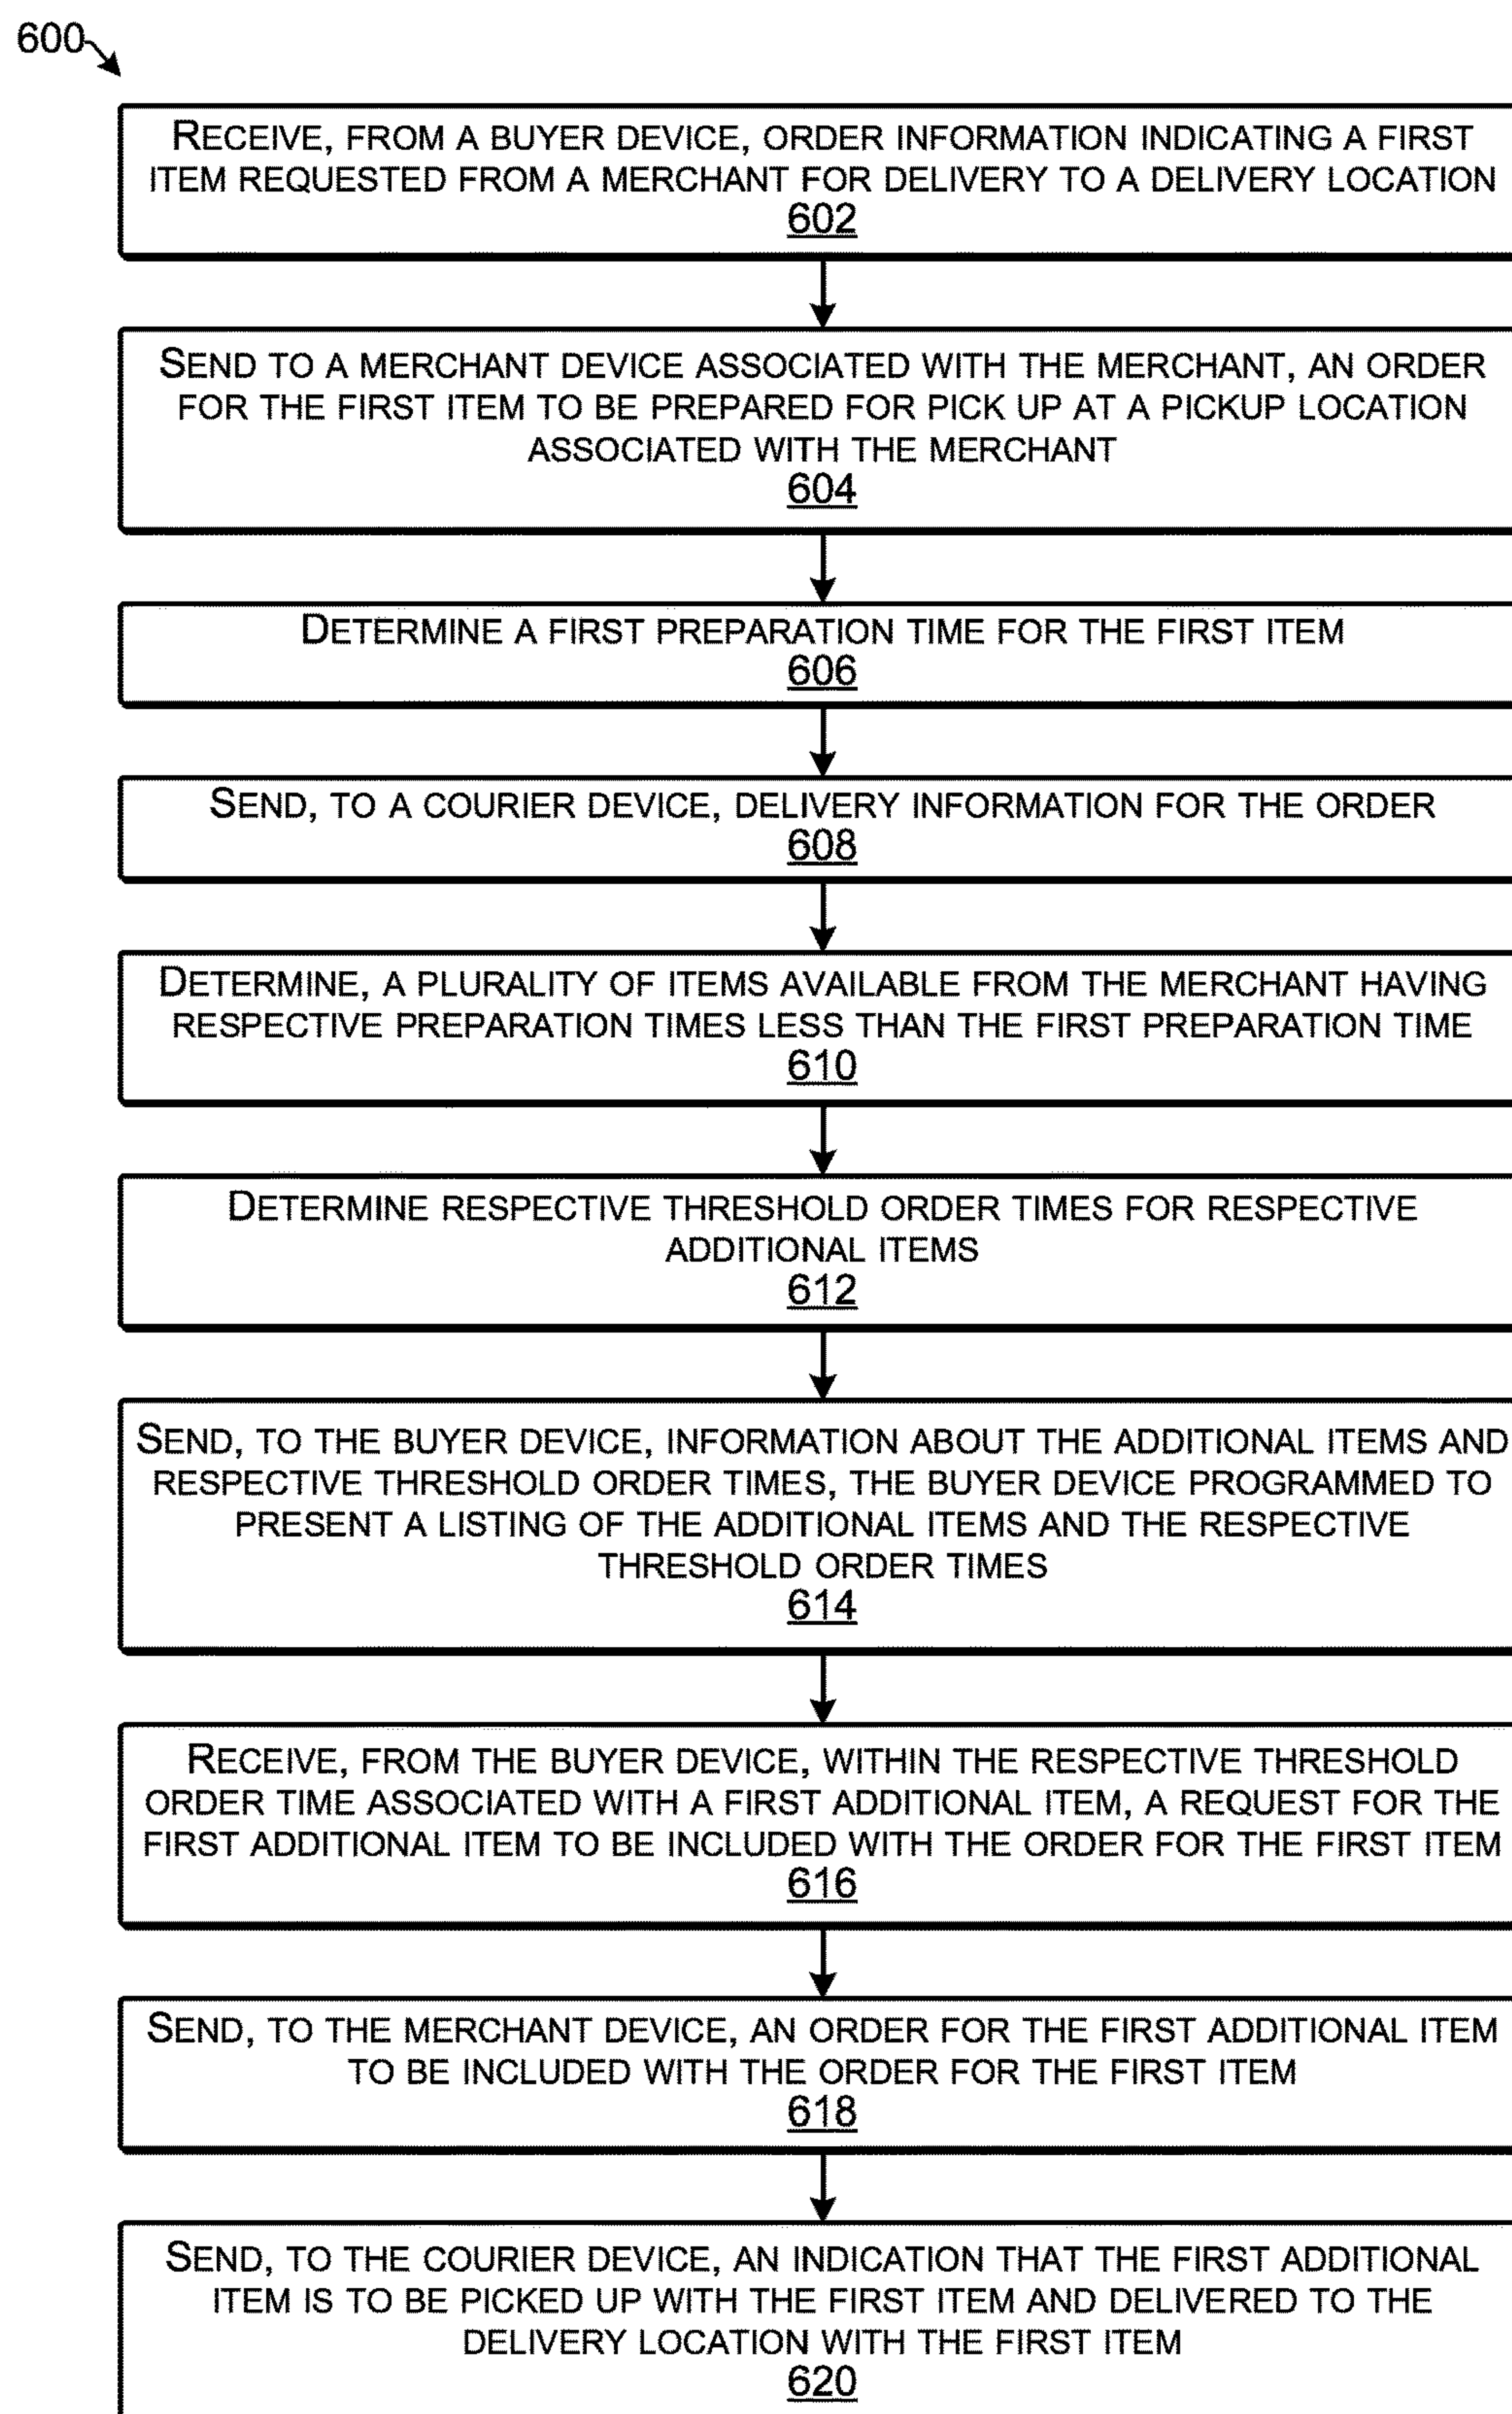 600
RECEIVE, FROM A BUYER DEVICE, ORDER INFORMATION INDICATING A FIRST
ITEM REQUESTED FROM A MERCHANT FOR DELIVERY TO A DELIVERY LOCATION
602
SEND TO A MERCHANT DEVICE ASSOCIATED WITH THE MERCHANT, AN ORDER
FOR THE FIRST ITEM TO BE PREPARED FOR PICK UP AT A PICKUP LOCATION
ASSOCIATED WITH THE MERCHANT
604
DETERMINE A FIRST PREPARATION TIME FOR THE FIRST ITEM
606
SEND, TO A COURIER DEVICE, DELIVERY INFORMATION FOR THE ORDER
608
DETERMINE, A PLURALITY OF ITEMS AVAILABLE FROM THE MERCHANT HAVING
RESPECTIVE PREPARATION TIMES LESS THAN THE FIRST PREPARATION TIME
610
DETERMINE RESPECTIVE THRESHOLD ORDER TIMES FOR RESPECTIVE
ADDITIONAL ITEMS
612
SEND, TO THE BUYER DEVICE, INFORMATION ABOUT THE ADDITIONAL ITEMS AND
RESPECTIVE THRESHOLD ORDER TIMES, THE BUYER DEVICE PROGRAMMED TO
PRESENT A LISTING OF THE ADDITIONAL ITEMS AND THE RESPECTIVE
THRESHOLD ORDER TIMES
614
RECEIVE, FROM THE BUYER DEVICE, WITHIN THE RESPECTIVE THRESHOLD
ORDER TIME ASSOCIATED WITH A FIRST ADDITIONAL ITEM, A REQUEST FOR THE
FIRST ADDITIONAL ITEM TO BE INCLUDED WITH THE ORDER FOR THE FIRST ITEM
616
SEND, TO THE MERCHANT DEVICE, AN ORDER FOR THE FIRST ADDITIONAL ITEM
TO BE INCLUDED WITH THE ORDER FOR THE FIRST ITEM
618
SEND, TO THE COURIER DEVICE, AN INDICATION THAT THE FIRST ADDITIONAL
ITEM IS TO BE PICKED UP WITH THE FIRST ITEM AND DELIVERED TO THE
DELIVERY LOCATION WITH THE FIRST ITEM
620